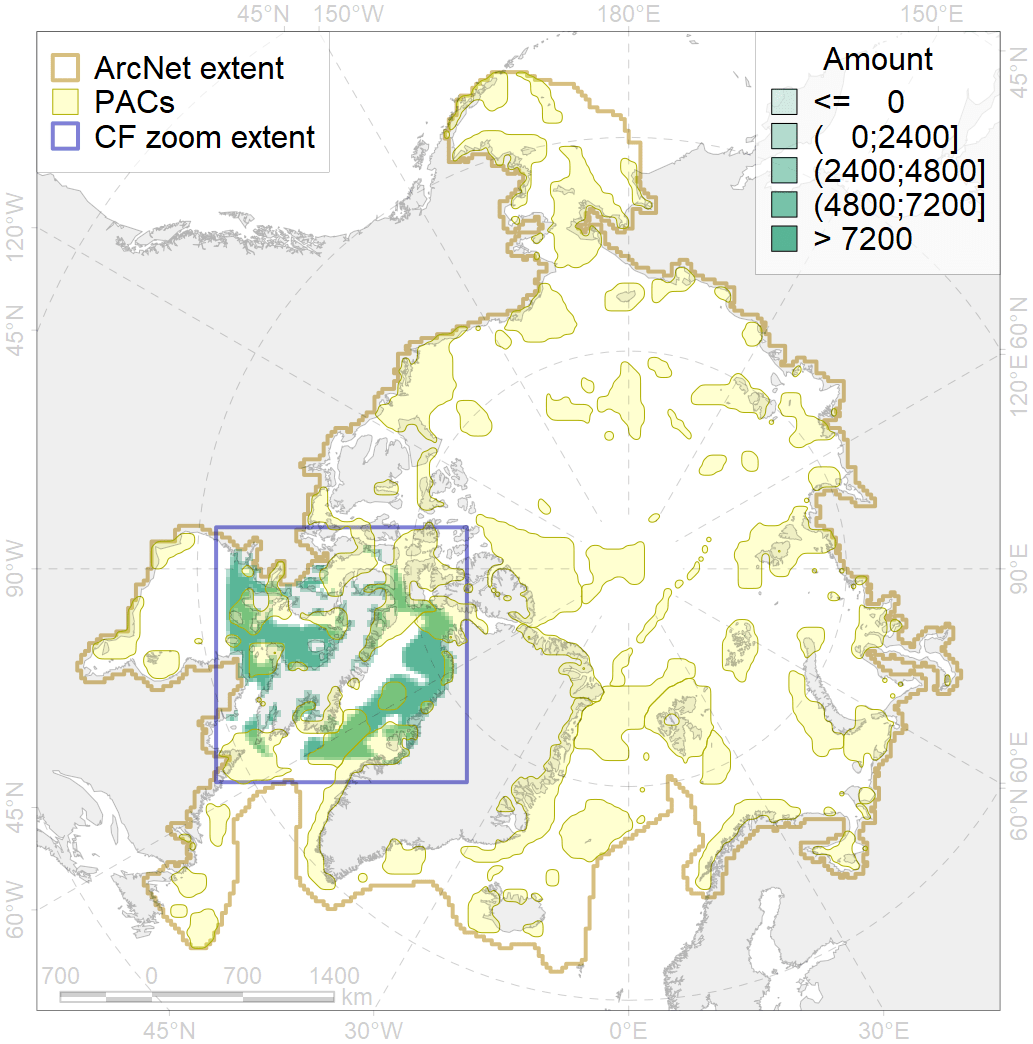 45°N 150°W 180°E 150°E
ArcNet extent
PACs
CF zoom extent
Amount
<= 0
( 0;2400]
(2400;4800]
(4800;7200]
> 7200
120°W
45°N
90°W
45°N
60°W
45°N
60°N
120°E
90°E
60°E
60°N
700 0 700 1400
km
45°N 30°W 0°E 30°E